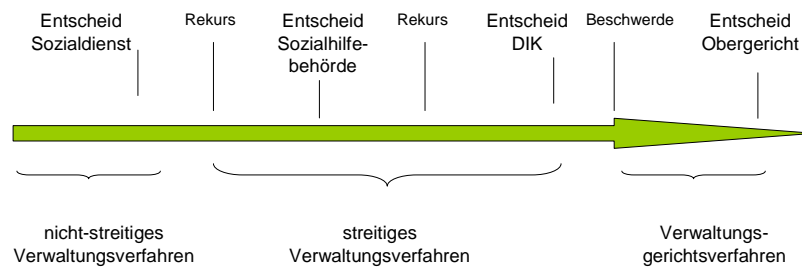 Entscheid
Sozialdienst
Rekurs
Entscheid
Sozialhilfe-
behörde
Rekurs
Entscheid
DIK
Beschwerde
Entscheid
Obergericht
nicht-streitiges
Verwaltungsverfahren
streitiges
Verwaltungsverfahren
Verwaltungs-
gerichtsverfahren